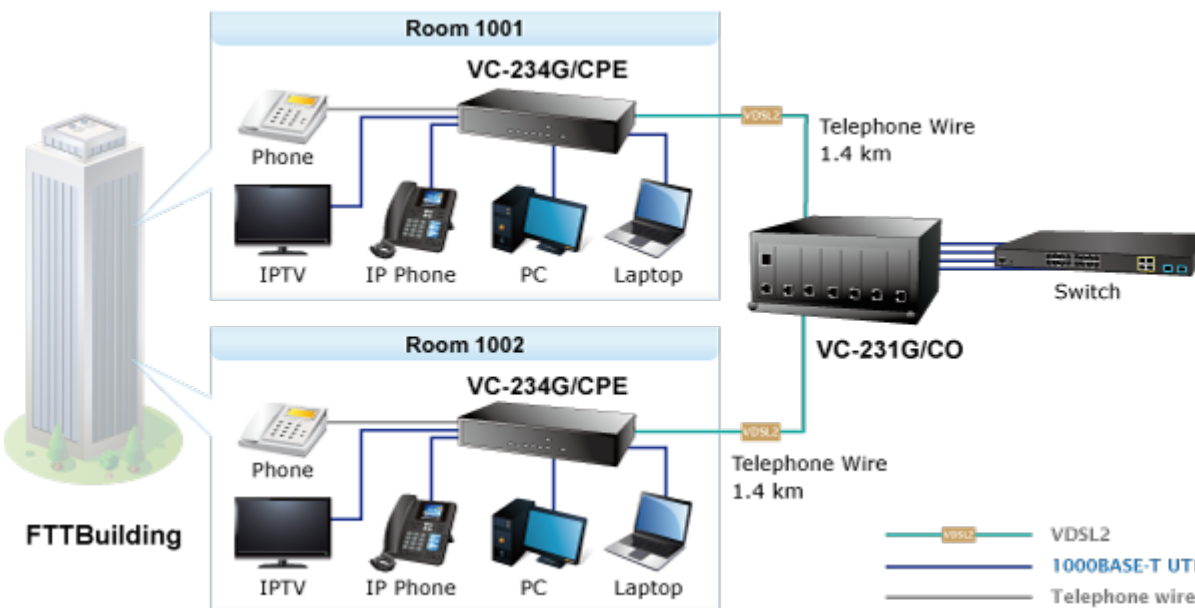 Room 1001
VC-234G/CPE
Phone
IPTV
IP Phone
PC
Laptop
VDSL2
Telephone Wire
1.4 km
Switch
VC-231G/CO
Room 1002
VC-234G/CPE
Phone
IPTV
IP Phone
PC
Laptop
VDSL2
Telephone Wire
1.4 km
FTTBuilding
VDSL2
VDSL2
1000BASE-T
Telephone wire